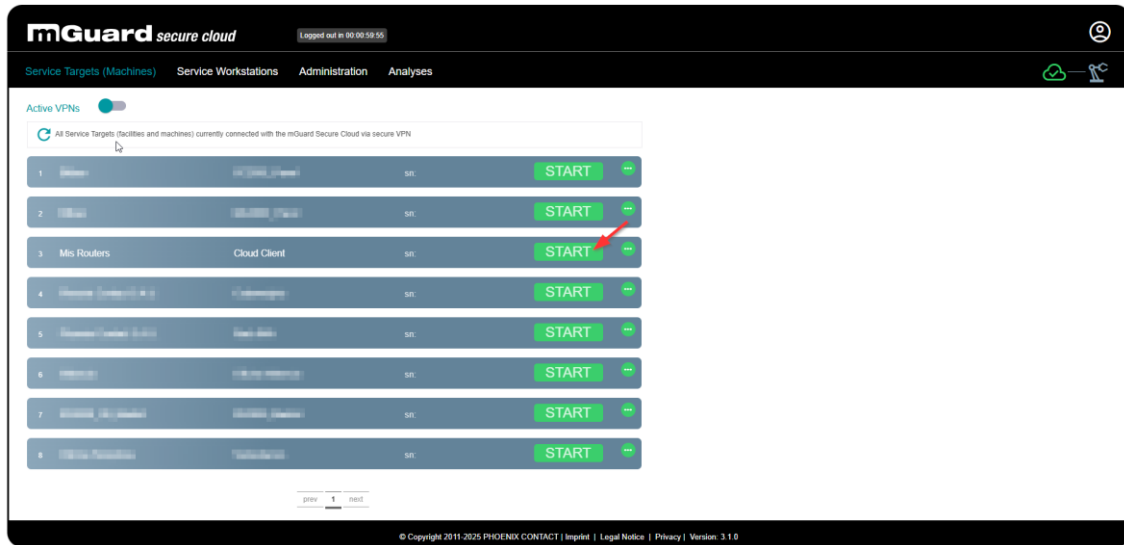 mGuard secure cloud
Logged out in 00:00:59:55
Service Targets (Machines) Service Workstations Administration Analyses
Active VPNs
All Service Targets (facilities and machines) currently connected with the mGuard Secure Cloud via secure VPN
1 sn: START
2 sn: START
3 Mis Routers Cloud Client sn: START
4 sn: START
5 sn: START
6 sn: START
7 sn: START
8 sn: START
prev 1 next
© Copyright 2011-2025 PHOENIX CONTACT | Imprint | Legal Notice | Privacy | Version: 3.1.0